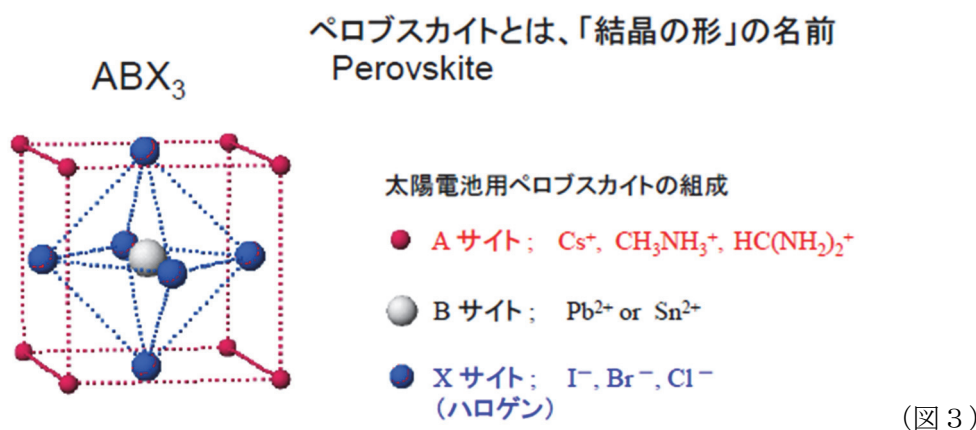 ペロブスカイトとは、「結晶の形」の名前
Perovskite
ABX₃
太陽電池用ペロブスカイトの組成
A サイト ; Cs⁺, CH₃NH₃⁺, HC(NH₂)₂⁺
B サイト ; Pb²⁺ or Sn²⁺
X サイト ; I⁻, Br⁻, Cl⁻
(ハロゲン)
(図3)